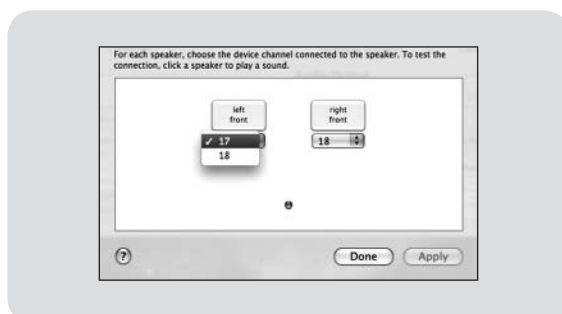 For each speaker, choose the device channel connected to the speaker. To test the
connection, click a speaker to play a sound.
left
front
right
front
✓ 17
18
18
?
Done
Apply